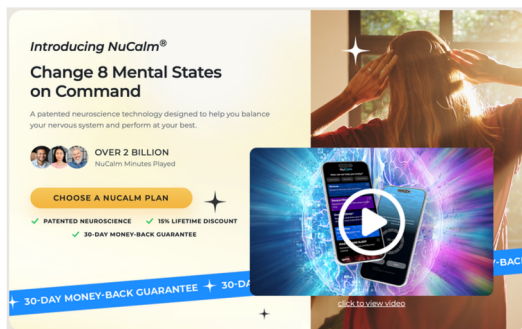 Introducing NuCalm®
Change 8 Mental States
on Command
A patented neuroscience technology designed to help you balance
your nervous system and perform at your best.
OVER 2 BILLION
NuCalm Minutes Played
CHOOSE A NUCALM PLAN
PATENTED NEUROSCIENCE
15% LIFETIME DISCOUNT
30-DAY MONEY-BACK GUARANTEE
30-DAY MONEY-BACK GUARANTEE
30-DA
Y-BACK
click to view video